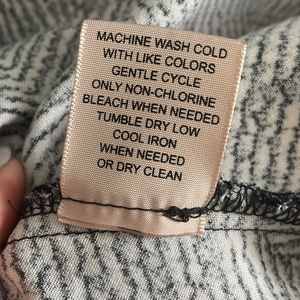 MACHINE WASH COLD
WITH LIKE COLORS
GENTLE CYCLE
ONLY NON-CHLORINE
BLEACH WHEN NEEDED
TUMBLE DRY LOW
COOL IRON
WHEN NEEDED
OR DRY CLEAN